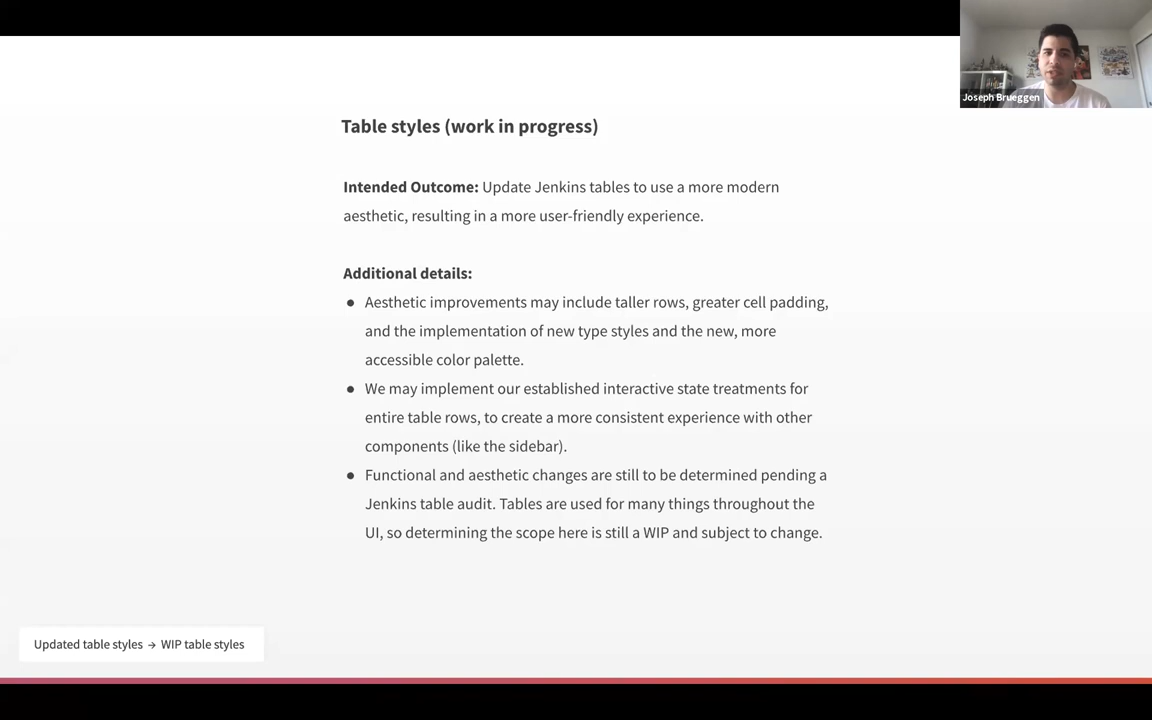 Joseph Brueggen
Table styles (work in progress)
Intended Outcome: Update Jenkins tables to use a more modern
aesthetic, resulting in a more user-friendly experience.
Additional details:
● Aesthetic improvements may include taller rows, greater cell padding,
and the implementation of new type styles and the new, more
accessible color palette.
● We may implement our established interactive state treatments for
entire table rows, to create a more consistent experience with other
components (like the sidebar).
● Functional and aesthetic changes are still to be determined pending a
Jenkins table audit. Tables are used for many things throughout the
UI, so determining the scope here is still a WIP and subject to change.
Updated table styles → WIP table styles